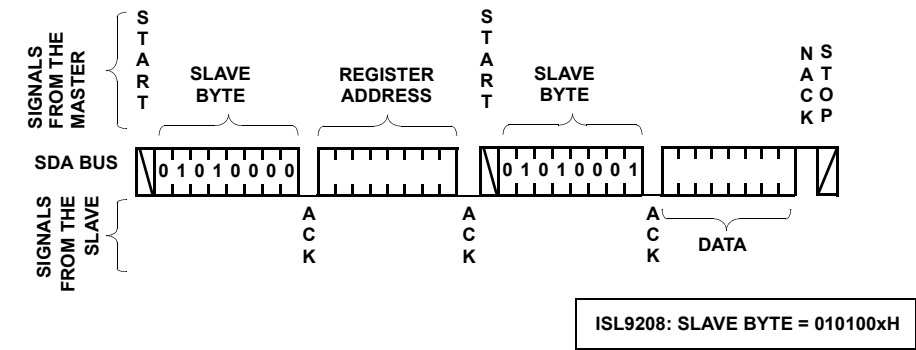 START
START
NACK
STOP
SIGNALS
FROM THE
MASTER
SLAVE
BYTE
REGISTER
ADDRESS
SLAVE
BYTE
SDA BUS
0 1 0 1 0 0 0 0
0 1 0 1 0 0 0 1
SIGNALS
FROM THE
SLAVE
ACK
ACK
ACK
DATA
ISL9208: SLAVE BYTE = 010100xH